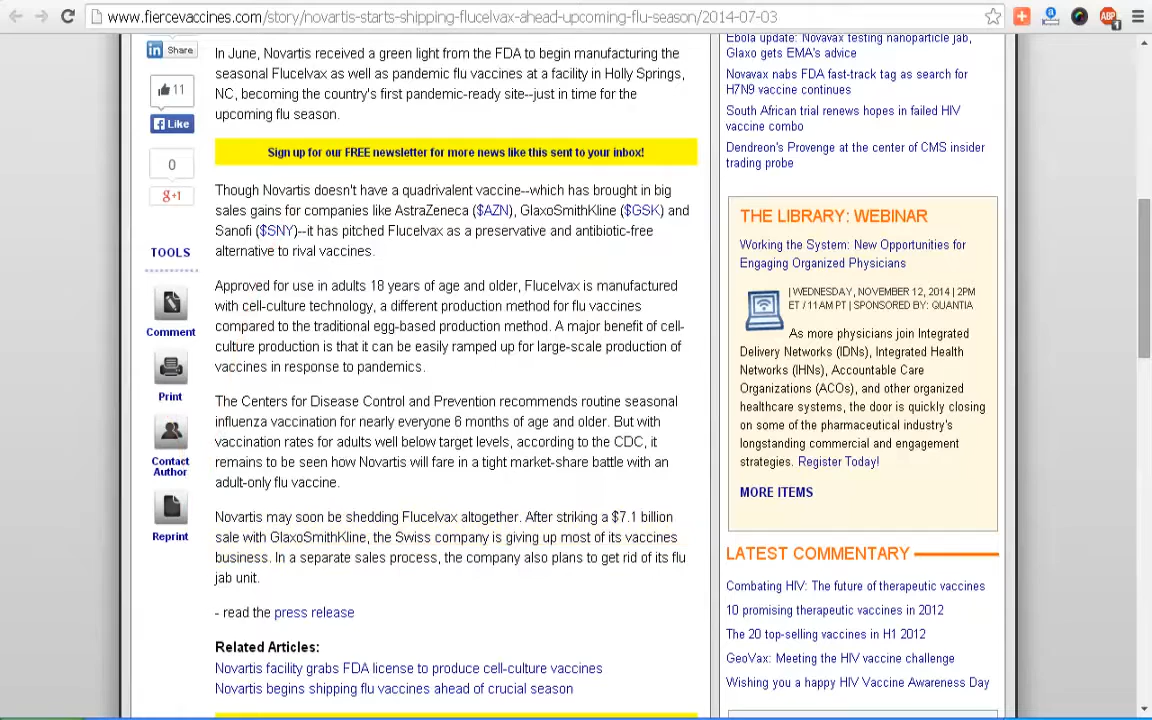 www.fiercevaccines.com/story/novartis-starts-shipping-flucelvax-ahead-upcoming-flu-season/2014-07-03
ABP
1
Share
11
Like
0
g+1
TOOLS
Comment
Print
Contact
Author
Reprint
In June, Novartis received a green light from the FDA to begin manufacturing the
seasonal Flucelvax as well as pandemic flu vaccines at a facility in Holly Springs,
NC, becoming the country's first pandemic-ready site--just in time for the
upcoming flu season.
Sign up for our FREE newsletter for more news like this sent to your inbox!
Though Novartis doesn't have a quadrivalent vaccine--which has brought in big
sales gains for companies like AstraZeneca ($AZN), GlaxoSmithKline ($GSK) and
Sanofi ($SNY)--it has pitched Flucelvax as a preservative and antibiotic-free
alternative to rival vaccines.
Approved for use in adults 18 years of age and older, Flucelvax is manufactured
with cell-culture technology, a different production method for flu vaccines
compared to the traditional egg-based production method. A major benefit of cell-
culture production is that it can be easily ramped up for large-scale production of
vaccines in response to pandemics.
The Centers for Disease Control and Prevention recommends routine seasonal
influenza vaccination for nearly everyone 6 months of age and older. But with
vaccination rates for adults well below target levels, according to the CDC, it
remains to be seen how Novartis will fare in a tight market-share battle with an
adult-only flu vaccine.
Novartis may soon be shedding Flucelvax altogether. After striking a $7.1 billion
sale with GlaxoSmithKline, the Swiss company is giving up most of its vaccines
business. In a separate sales process, the company also plans to get rid of its flu
jab unit.
- read the press release
Related Articles:
Novartis facility grabs FDA license to produce cell-culture vaccines
Novartis begins shipping flu vaccines ahead of crucial season
Ebola update: Novavax testing nanoparticle jab,
Glaxo gets EMA's advice
Novavax nabs FDA fast-track tag as search for
H7N9 vaccine continues
South African trial renews hopes in failed HIV
vaccine combo
Dendreon's Provenge at the center of CMS insider
trading probe
THE LIBRARY: WEBINAR
Working the System: New Opportunities for
Engaging Organized Physicians
| WEDNESDAY, NOVEMBER 12, 2014 | 2PM
ET / 11AM PT | SPONSORED BY: QUANTIA
As more physicians join Integrated
Delivery Networks (IDNs), Integrated Health
Networks (IHNs), Accountable Care
Organizations (ACOs), and other organized
healthcare systems, the door is quickly closing
on some of the pharmaceutical industry's
longstanding commercial and engagement
strategies. Register Today!
MORE ITEMS
LATEST COMMENTARY
Combating HIV: The future of therapeutic vaccines
10 promising therapeutic vaccines in 2012
The 20 top-selling vaccines in H1 2012
GeoVax: Meeting the HIV vaccine challenge
Wishing you a happy HIV Vaccine Awareness Day